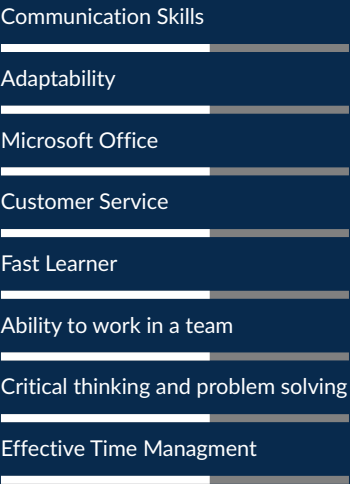 Communication Skills
Adaptability
Microsoft Office
Customer Service
Fast Learner
Ability to work in a team
Critical thinking and problem solving
Effective Time Managment